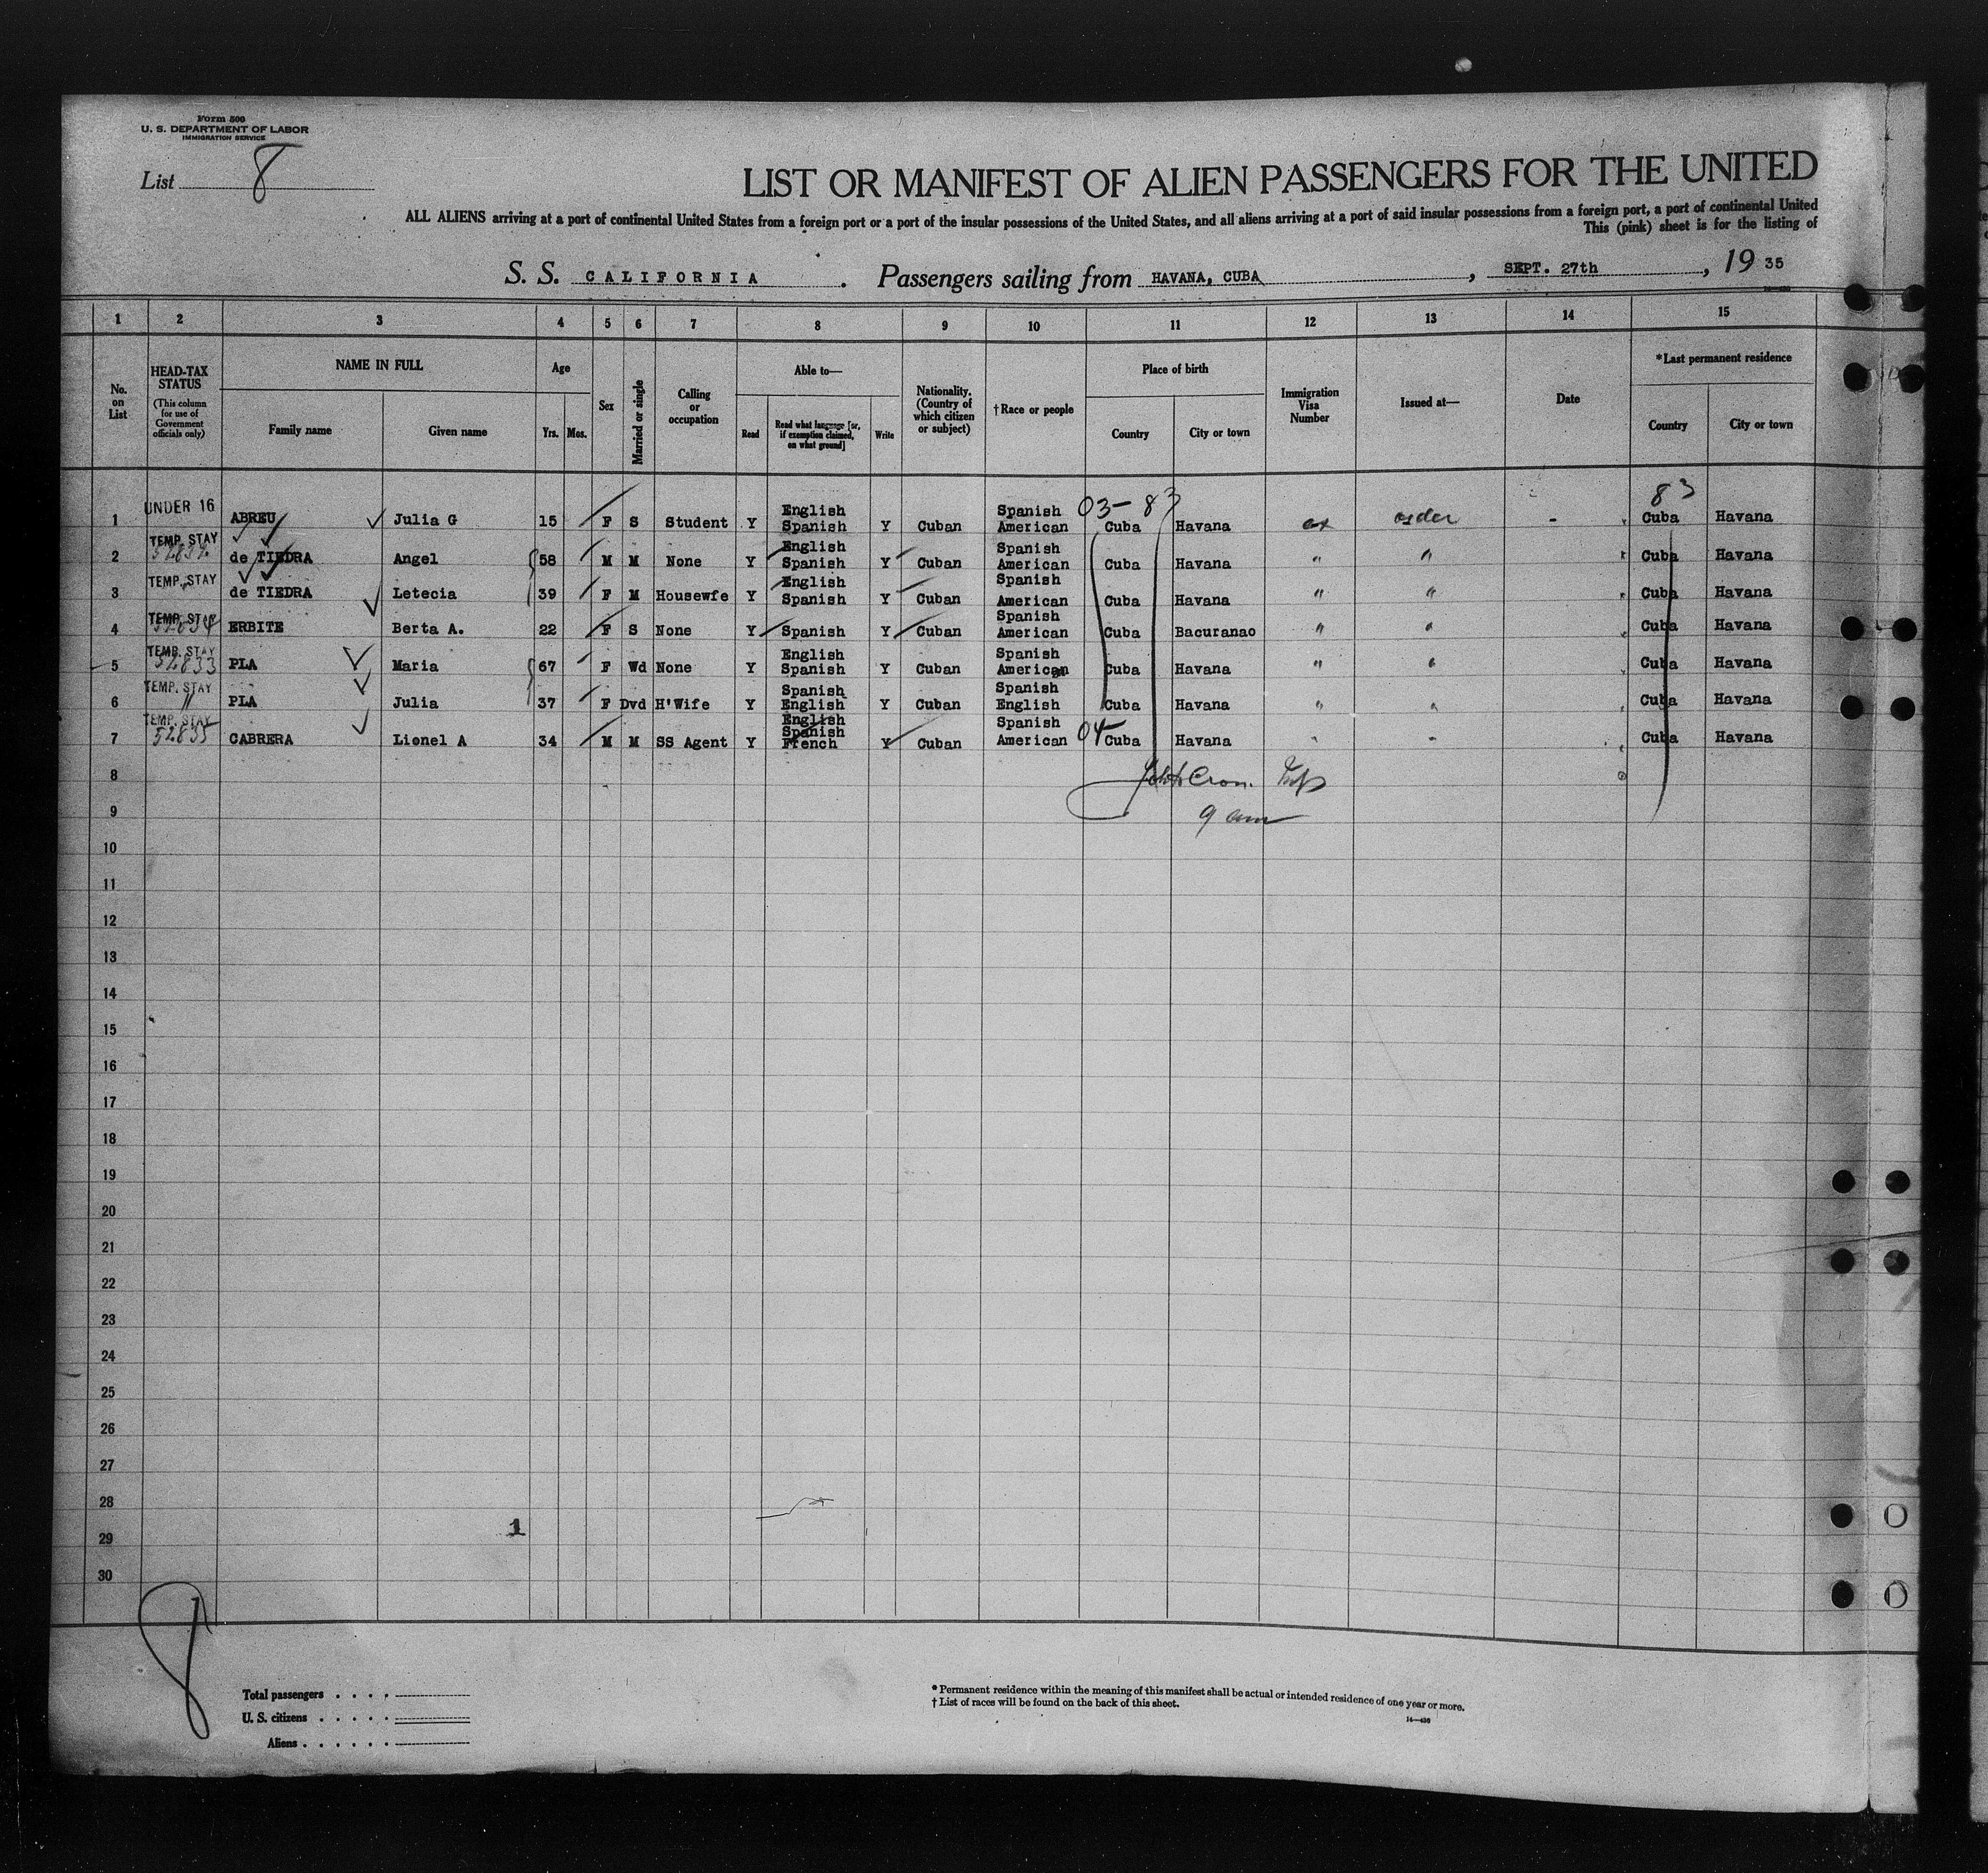 Form 500
U. S. DEPARTMENT OF LABOR
IMMIGRATION SERVICE
List 8
LIST OR MANIFEST OF ALIEN PASSENGERS FOR THE UNITED
ALL ALIENS arriving at a port of continental United States from a foreign port or a port of the insular possessions of the United States, and all aliens arriving at a port of said insular possessions from a foreign port, a port of continental United
This (pink) sheet is for the listing of
S. S. CALIFORNIA . Passengers sailing from HAVANA, CUBA , SEPT. 27th , 19 35
1 2 3 4 5 6 7 8 9 10 11 12 13 14 15
No. on List
HEAD-TAX STATUS (This column for use of Government officials only)
NAME IN FULL
Family name Given name
Age
Yrs. Mos.
Sex
Married or single
Calling or occupation
Able to—
Read Read what language [or, if exemption claimed, on what ground] Write
Nationality. (Country of which citizen or subject)
†Race or people
Place of birth
Country City or town
Immigration Visa Number
Issued at—
Date
*Last permanent residence
Country City or town
03-83 83
1 UNDER 16 ABREU Julia G 15 F S Student Y English Spanish Y Cuban Spanish American Cuba Havana Cuba Havana
2 TEMP. STAY de TIEDRA Angel 58 M M None Y English Spanish Y Cuban Spanish American Cuba Havana " " Cuba Havana
3 TEMP. STAY de TIEDRA Letecia 39 F M Housewfe Y English Spanish Y Cuban Spanish American Cuba Havana " " Cuba Havana
4 TEMP. STAY 52834 ERBITE Berta A. 22 F S None Y Spanish Y Cuban Spanish American Cuba Bacuranao " " Cuba Havana
5 TEMP. STAY 52833 PLA Maria 67 F Wd None Y English Spanish Y Cuban Spanish American Cuba Havana " " Cuba Havana
6 TEMP. STAY " PLA Julia 37 F Dvd H'Wife Y Spanish English Y Cuban Spanish English Cuba Havana " " Cuba Havana
7 TEMP. STAY 52835 CABRERA Lionel A 34 M M SS Agent Y English Spanish French Y Cuban Spanish American 04 Cuba Havana " " Cuba Havana
8
9 9 am
10
11
12
13
14
15
16
17
18
19
20
21
22
23
24
25
26
27
28
29 1
30
8
Total passengers . . . .
U. S. citizens . . . . .
Aliens . . . . . .
* Permanent residence within the meaning of this manifest shall be actual or intended residence of one year or more.
† List of races will be found on the back of this sheet.
14—430